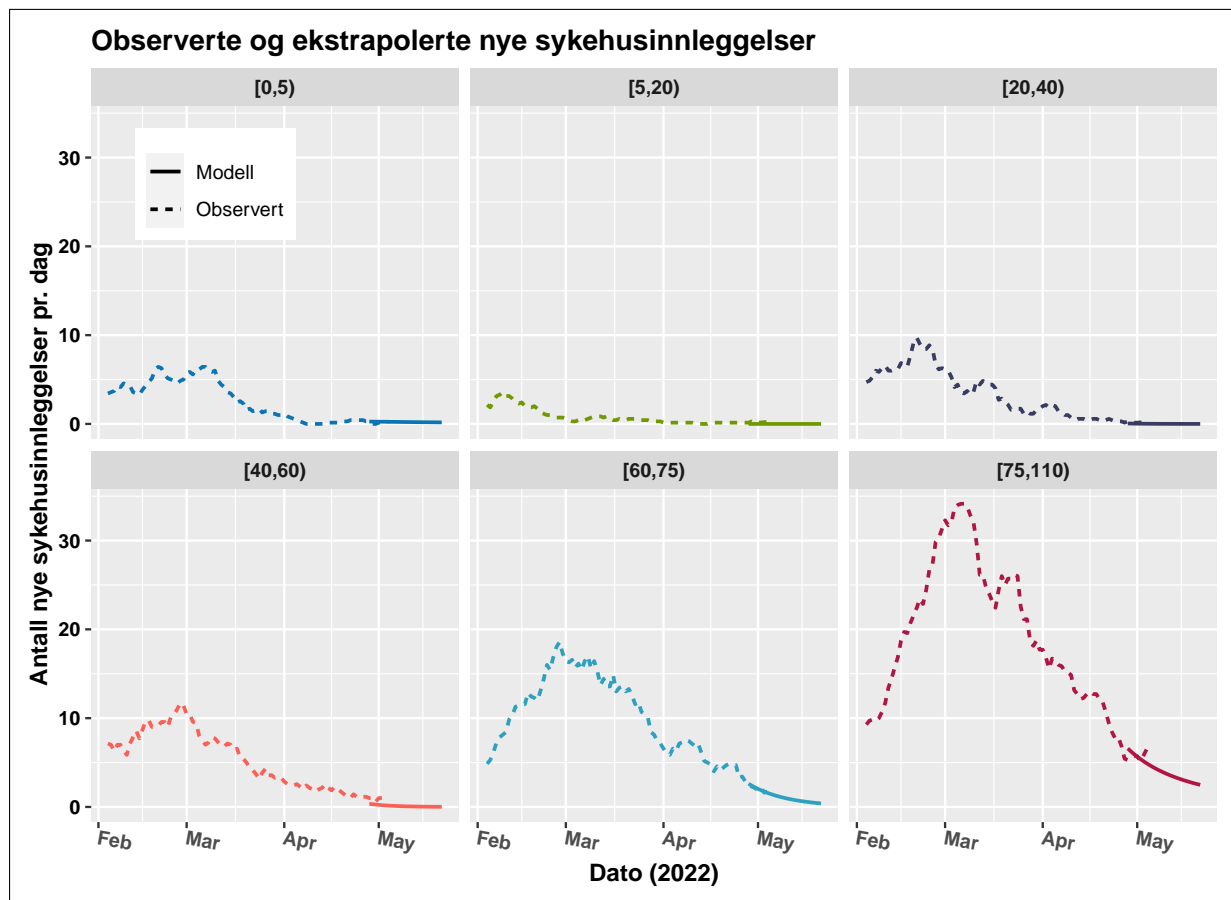 Observerte og ekstrapolerte nye sykehusinnleggelser
[0,5)
[5,20)
[20,40)
Modell
Observert
30
20
10
0
[40,60)
[60,75)
[75,110)
30
20
10
0
Antall nye sykehusinnleggelser pr. dag
Feb Mar Apr May
Feb Mar Apr May
Feb Mar Apr May
Dato (2022)